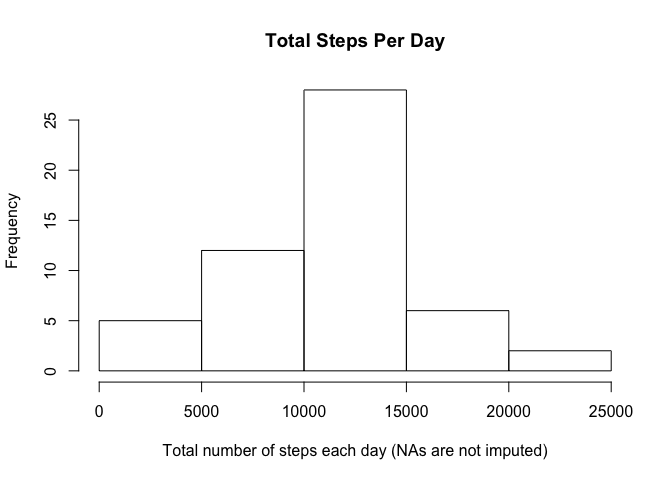 Total Steps Per Day
Frequency
25
20
15
10
5
0
0 5000 10000 15000 20000 25000
Total number of steps each day (NAs are not imputed)